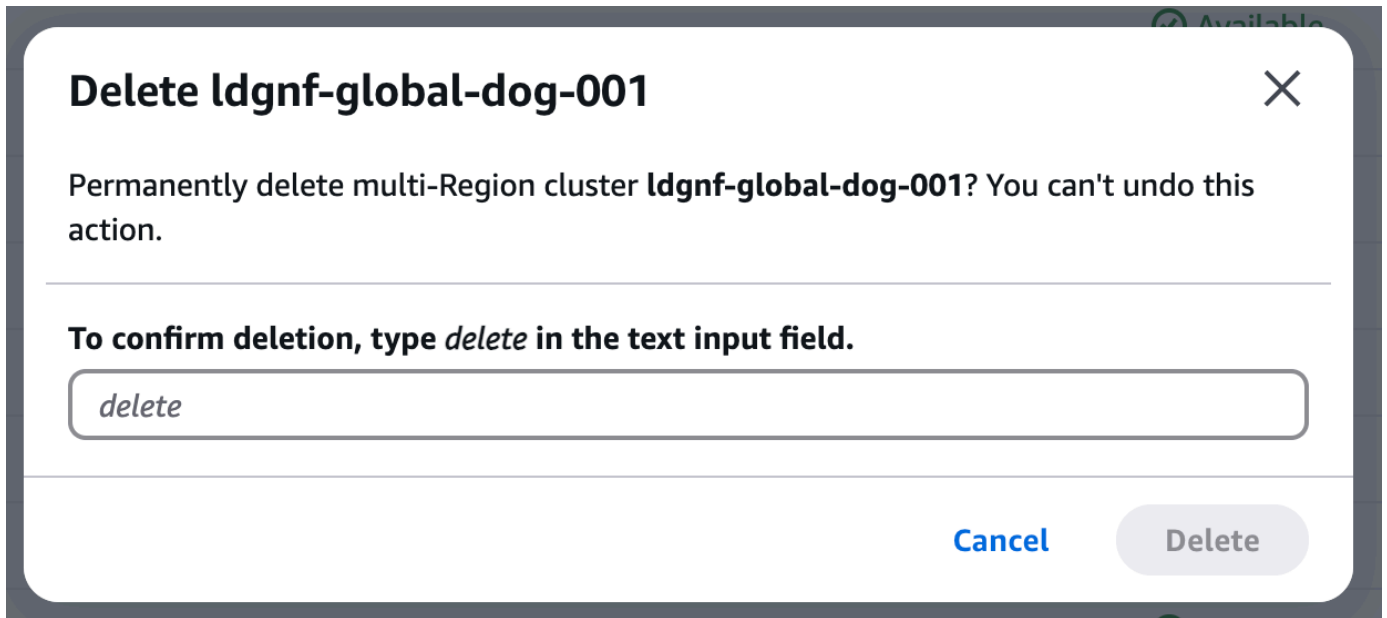 Available
Delete ldgnf-global-dog-001
Permanently delete multi-Region cluster ldgnf-global-dog-001? You can't undo this
action.
To confirm deletion, type delete in the text input field.
delete
Cancel
Delete